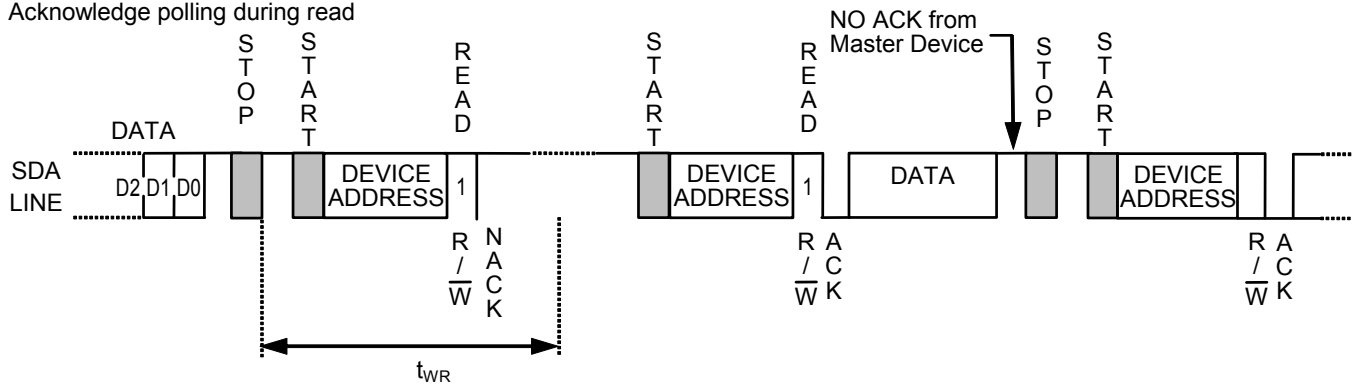 Acknowledge polling during read
NO ACK from
Master Device
STOP
START
READ
START
READ
STOP
START
DATA
SDA
LINE
D2 D1 D0
DEVICE
ADDRESS
1
DEVICE
ADDRESS
1
DATA
DEVICE
ADDRESS
R/W̅
NACK
R/W̅
ACK
R/W̅
ACK
tWR